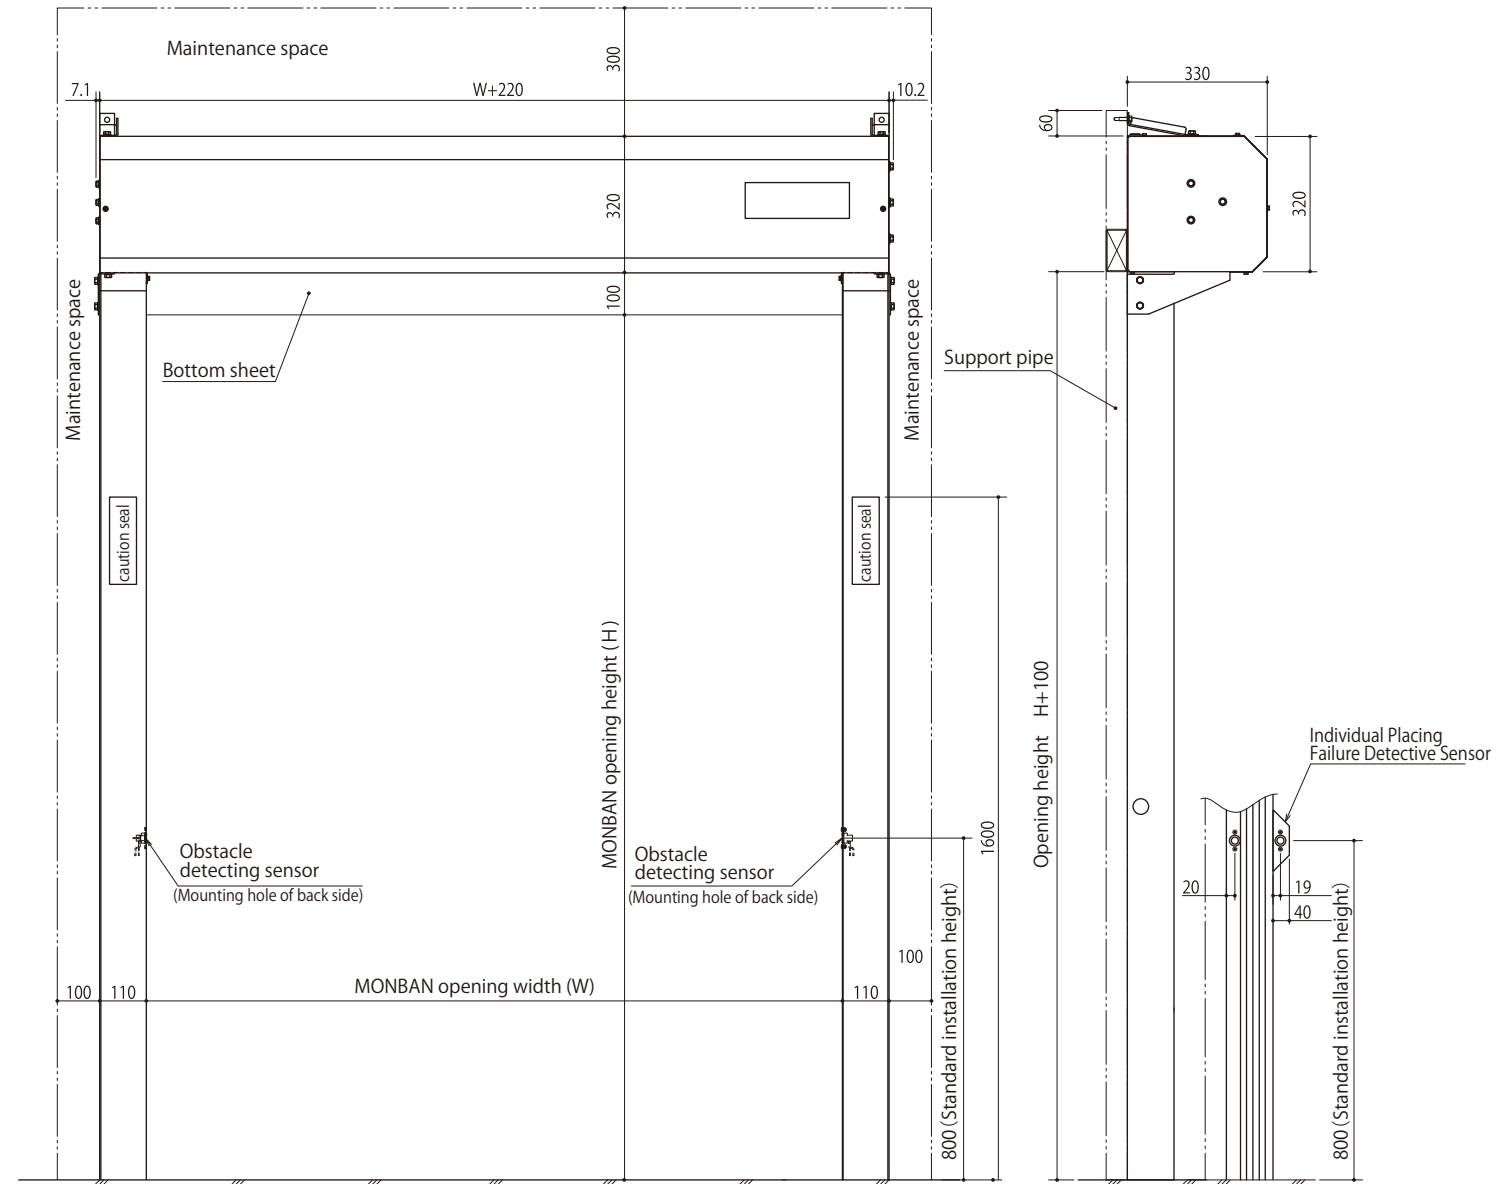 Maintenance space
300
7.1
W+220
10.2
320
100
Maintenance space
Maintenance space
Bottom sheet
caution seal
caution seal
MONBAN opening height (H)
Obstacle
detecting sensor
(Mounting hole of back side)
Obstacle
detecting sensor
(Mounting hole of back side)
1600
800 (Standard installation height)
100
110
MONBAN opening width (W)
110
100
330
60
320
Support pipe
Opening height H+100
Individual Placing
Failure Detective Sensor
20
19
40
800 (Standard installation height)